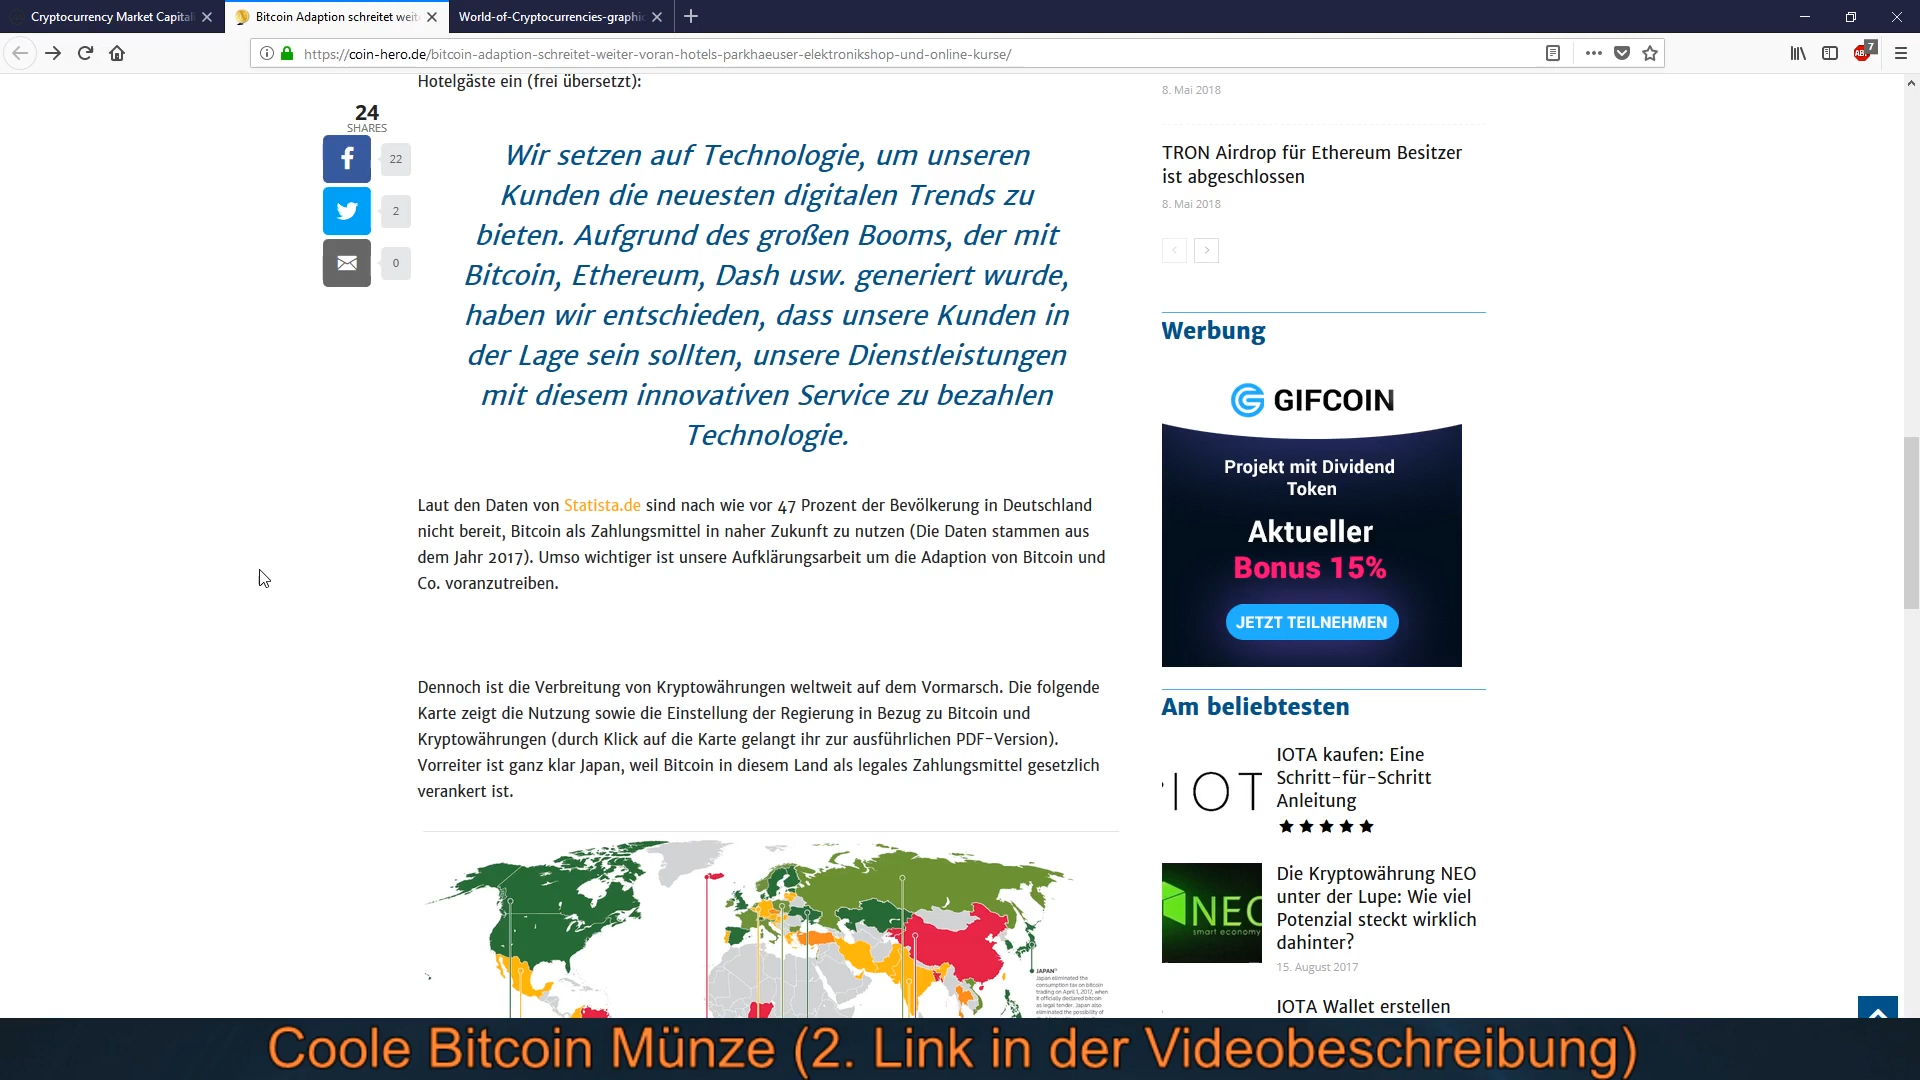 Cryptocurrency Market Capital
Bitcoin Adaption schreitet weit
World-of-Cryptocurrencies-graphi
https://coin-hero.de/bitcoin-adaption-schreitet-weiter-voran-hotels-parkhaeuser-elektronikshop-und-online-kurse/
7
Hotelgäste ein (frei übersetzt):
24
SHARES
22
2
0
Wir setzen auf Technologie, um unseren
Kunden die neuesten digitalen Trends zu
bieten. Aufgrund des großen Booms, der mit
Bitcoin, Ethereum, Dash usw. generiert wurde,
haben wir entschieden, dass unsere Kunden in
der Lage sein sollten, unsere Dienstleistungen
mit diesem innovativen Service zu bezahlen
Technologie.
Laut den Daten von Statista.de sind nach wie vor 47 Prozent der Bevölkerung in Deutschland
nicht bereit, Bitcoin als Zahlungsmittel in naher Zukunft zu nutzen (Die Daten stammen aus
dem Jahr 2017). Umso wichtiger ist unsere Aufklärungsarbeit um die Adaption von Bitcoin und
Co. voranzutreiben.
Dennoch ist die Verbreitung von Kryptowährungen weltweit auf dem Vormarsch. Die folgende
Karte zeigt die Nutzung sowie die Einstellung der Regierung in Bezug zu Bitcoin und
Kryptowährungen (durch Klick auf die Karte gelangt ihr zur ausführlichen PDF-Version).
Vorreiter ist ganz klar Japan, weil Bitcoin in diesem Land als legales Zahlungsmittel gesetzlich
verankert ist.
JAPAN
Japan eliminated the
consumption tax on bitcoin
trading on April 1, 2017, when
it officially declared bitcoin
as legal tender. Japan also
eliminated the possibility of
8. Mai 2018
TRON Airdrop für Ethereum Besitzer
ist abgeschlossen
8. Mai 2018
Werbung
GIFCOIN
Projekt mit Dividend
Token
Aktueller
Bonus 15%
JETZT TEILNEHMEN
Am beliebtesten
IOT
IOTA kaufen: Eine
Schritt-für-Schritt
Anleitung
NEO
smart economy
Die Kryptowährung NEO
unter der Lupe: Wie viel
Potenzial steckt wirklich
dahinter?
15. August 2017
IOTA Wallet erstellen
Coole Bitcoin Münze (2. Link in der Videobeschreibung)